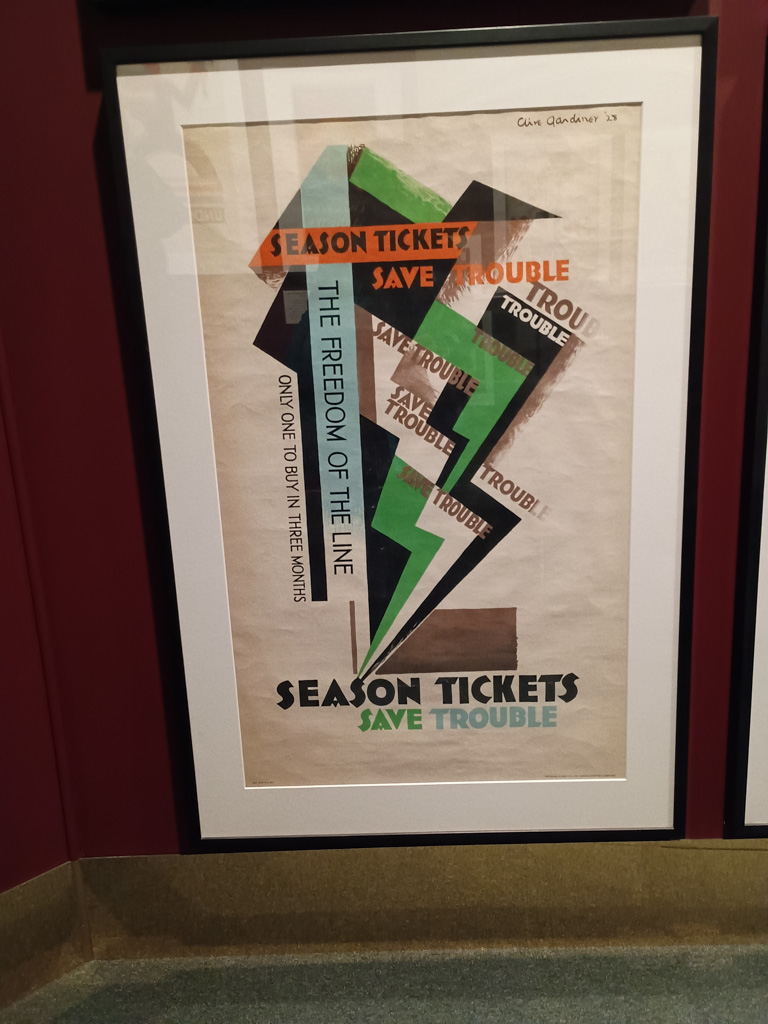 Clive Gardiner '28
SEASON TICKETS
SAVE TROUBLE
TROUB
TROUBLE
TROUBLE
SAVE TROUBLE
SAVE
TROUBLE
SAVE TROUBLE
TROUBLE
THE FREEDOM OF THE LINE
ONLY ONE TO BUY IN THREE MONTHS
SEASON TICKETS
SAVE TROUBLE